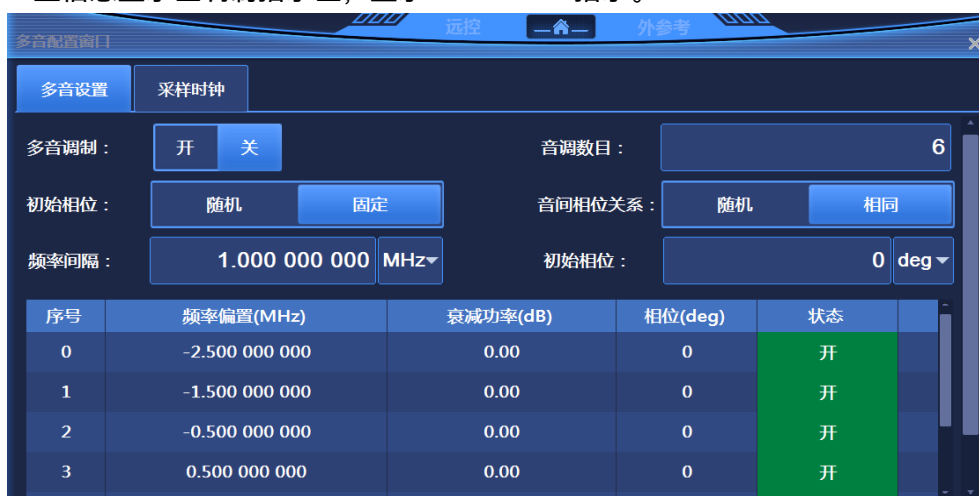 远控 外参考
多音配置窗口
多音设置 采样时钟
多音调制： 开 关 音调数目： 6
初始相位： 随机 固定 音间相位关系： 随机 相同
频率间隔： 1.000 000 000 MHz 初始相位： 0 deg
序号 频率偏置(MHz) 衰减功率(dB) 相位(deg) 状态
0 -2.500 000 000 0.00 0 开
1 -1.500 000 000 0.00 0 开
2 -0.500 000 000 0.00 0 开
3 0.500 000 000 0.00 0 开